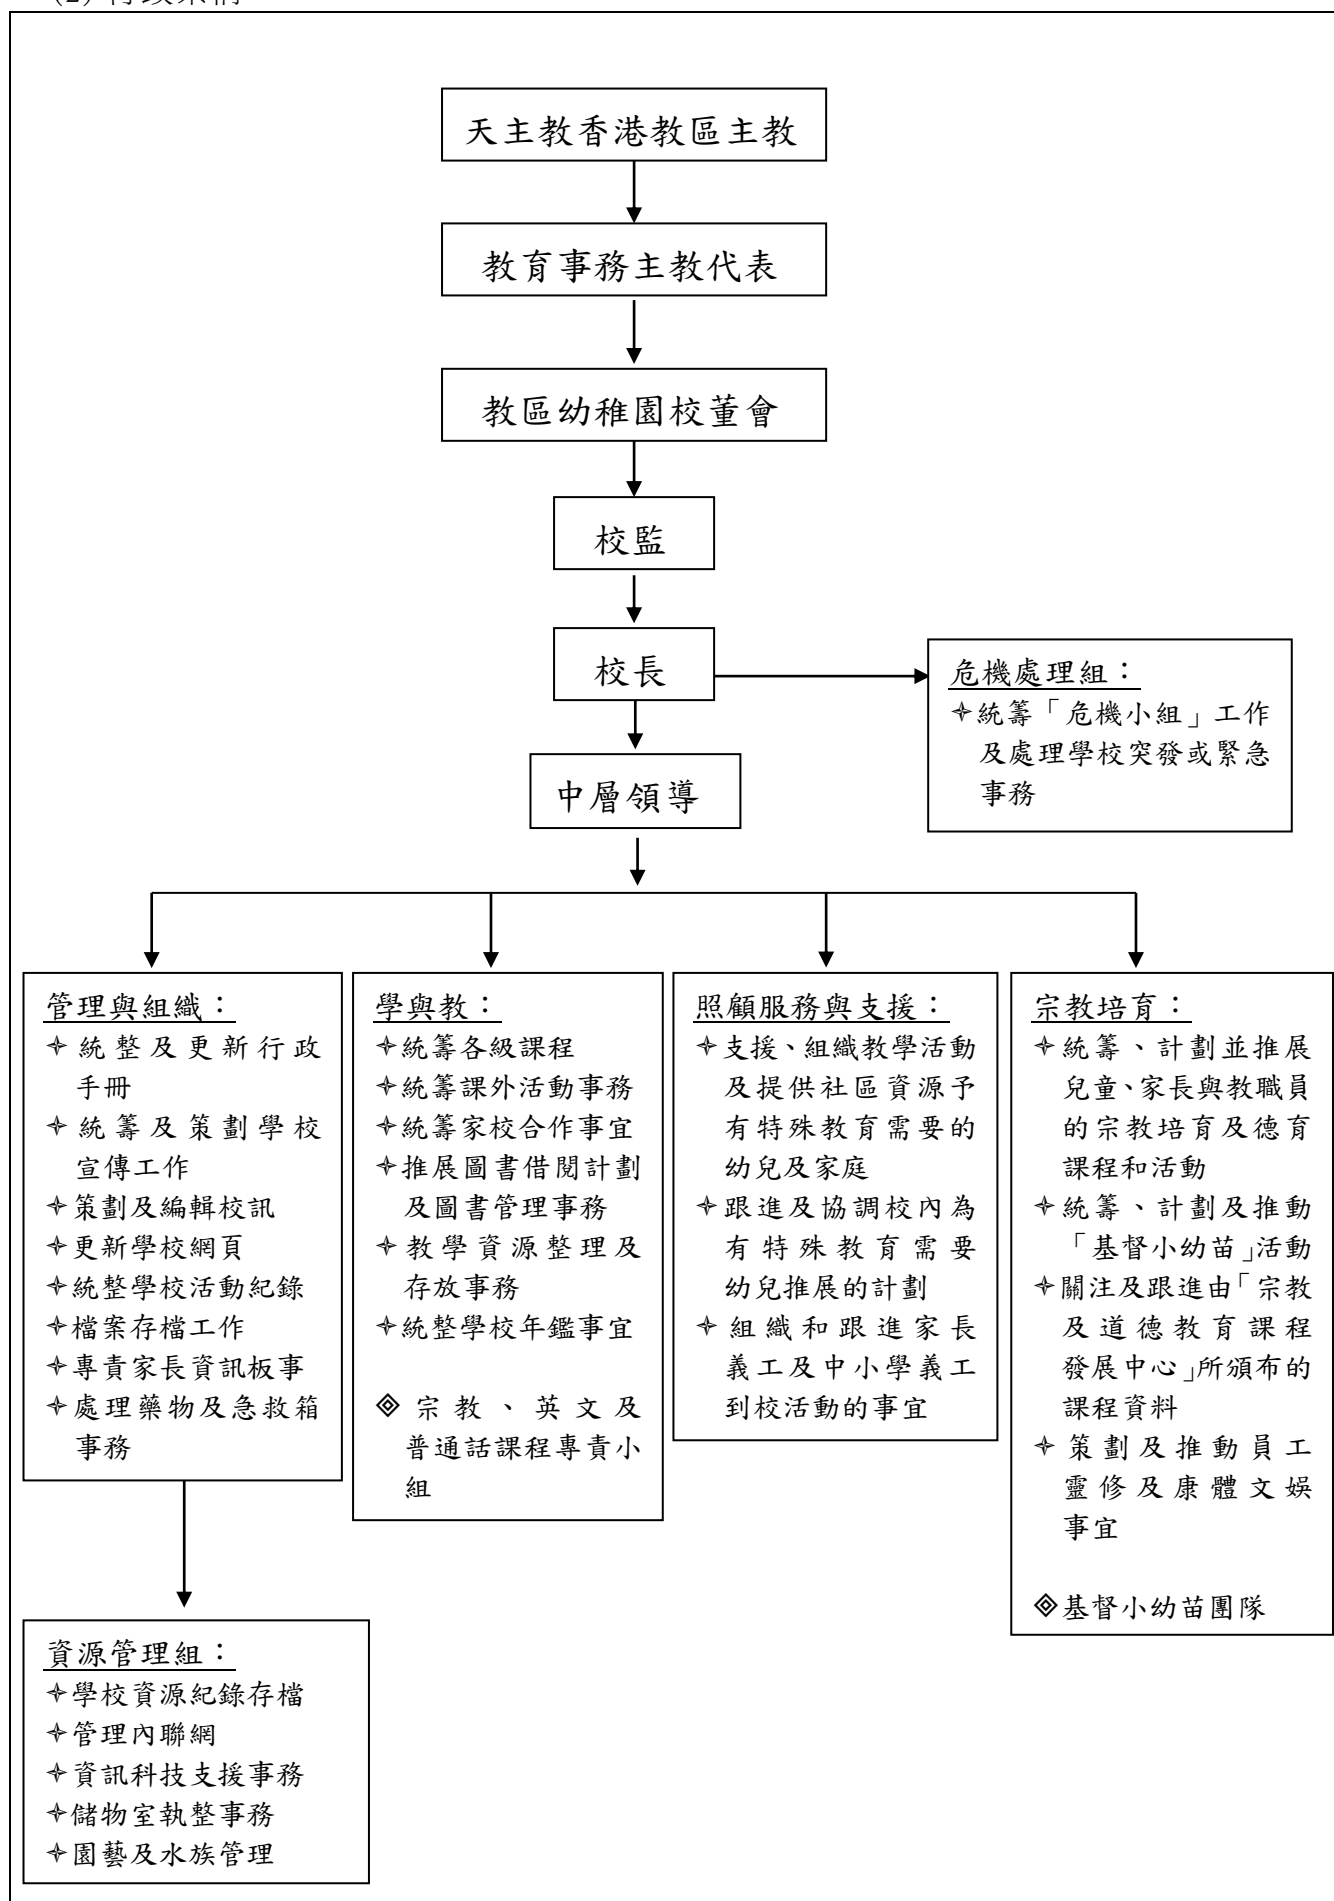 天主教香港教區主教
教育事務主教代表
教區幼稚園校董會
校監
校長
危機處理組：
✧統籌「危機小組」工作
及處理學校突發或緊急
事務
中層領導
管理與組織：
✧統整及更新行政
手冊
✧統籌及策劃學校
宣傳工作
✧策劃及編輯校訊
✧更新學校網頁
✧統整學校活動紀錄
✧檔案存檔工作
✧專責家長資訊板事
✧處理藥物及急救箱
事務
學與教：
✧統籌各級課程
✧統籌課外活動事務
✧統籌家校合作事宜
✧推展圖書借閱計劃
及圖書管理事務
✧教學資源整理及
存放事務
✧統整學校年鑑事宜
◈宗教、英文及
普通話課程專責小
組
照顧服務與支援：
✧支援、組織教學活動
及提供社區資源予
有特殊教育需要的
幼兒及家庭
✧跟進及協調校內為
有特殊教育需要
幼兒推展的計劃
✧組織和跟進家長
義工及中小學義工
到校活動的事宜
宗教培育：
✧統籌、計劃並推展
兒童、家長與教職員
的宗教培育及德育
課程和活動
✧統籌、計劃及推動
「基督小幼苗」活動
✧關注及跟進由「宗教
及道德教育課程
發展中心」所頒布的
課程資料
✧策劃及推動員工
靈修及康體文娛
事宜
◈基督小幼苗團隊
資源管理組：
✧學校資源紀錄存檔
✧管理內聯網
✧資訊科技支援事務
✧儲物室執整事務
✧園藝及水族管理